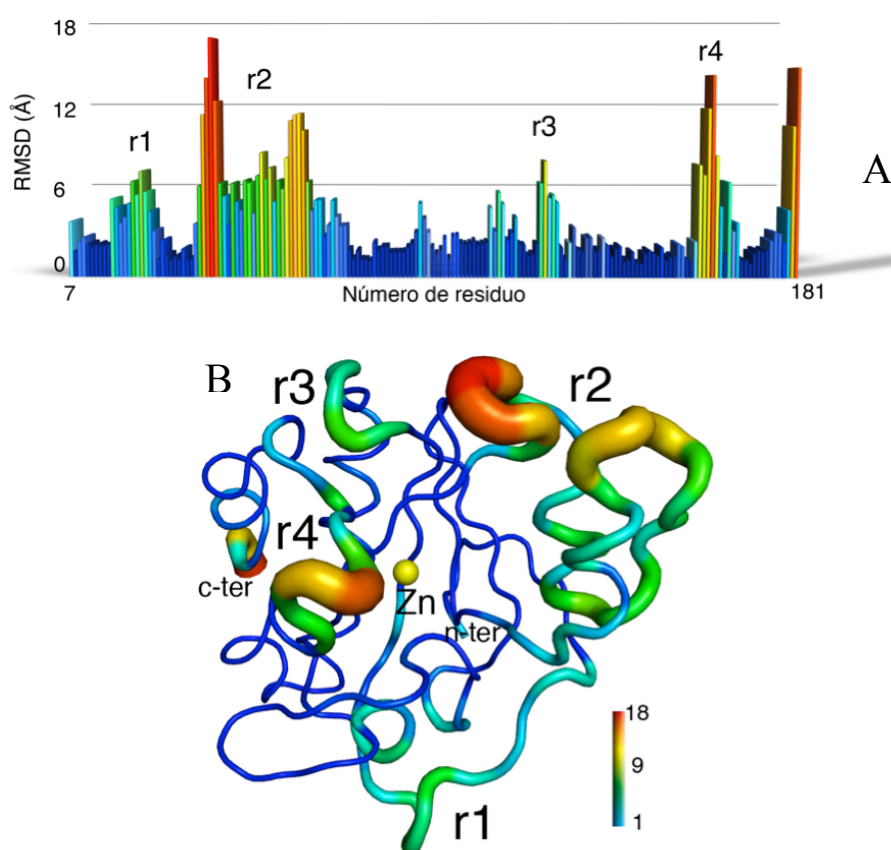 18
r4
r2
12
RMSD (Å)
r1
r3
A
6
0
7
Número de residuo
181
B
r3
r2
r4
c-ter
Zn
n-ter
18
9
1
r1